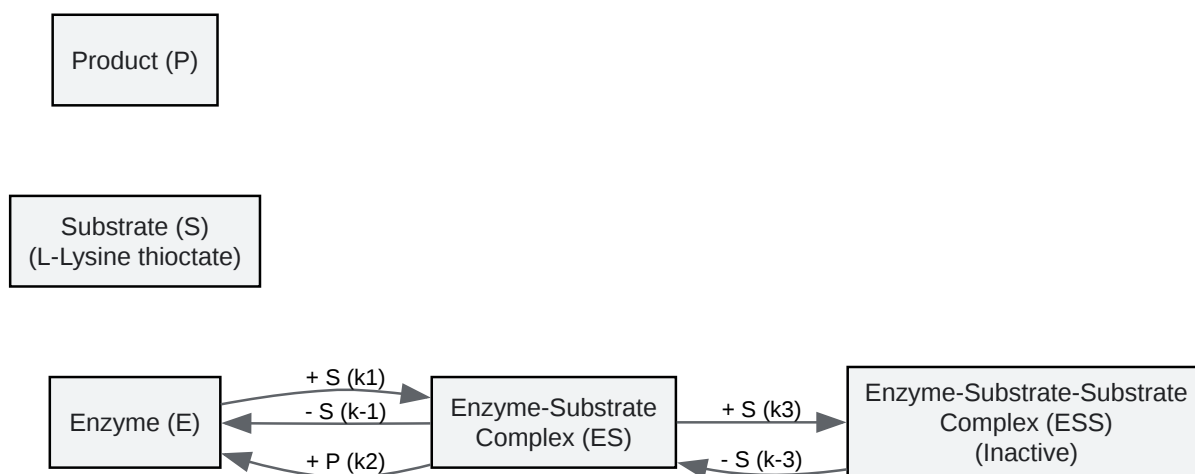 Product (P)
Substrate (S)
(L-Lysine thioctate)
Enzyme (E)
+ S (k1)
- S (k-1)
+ P (k2)
Enzyme-Substrate
Complex (ES)
+ S (k3)
- S (k-3)
Enzyme-Substrate-Substrate
Complex (ESS)
(Inactive)